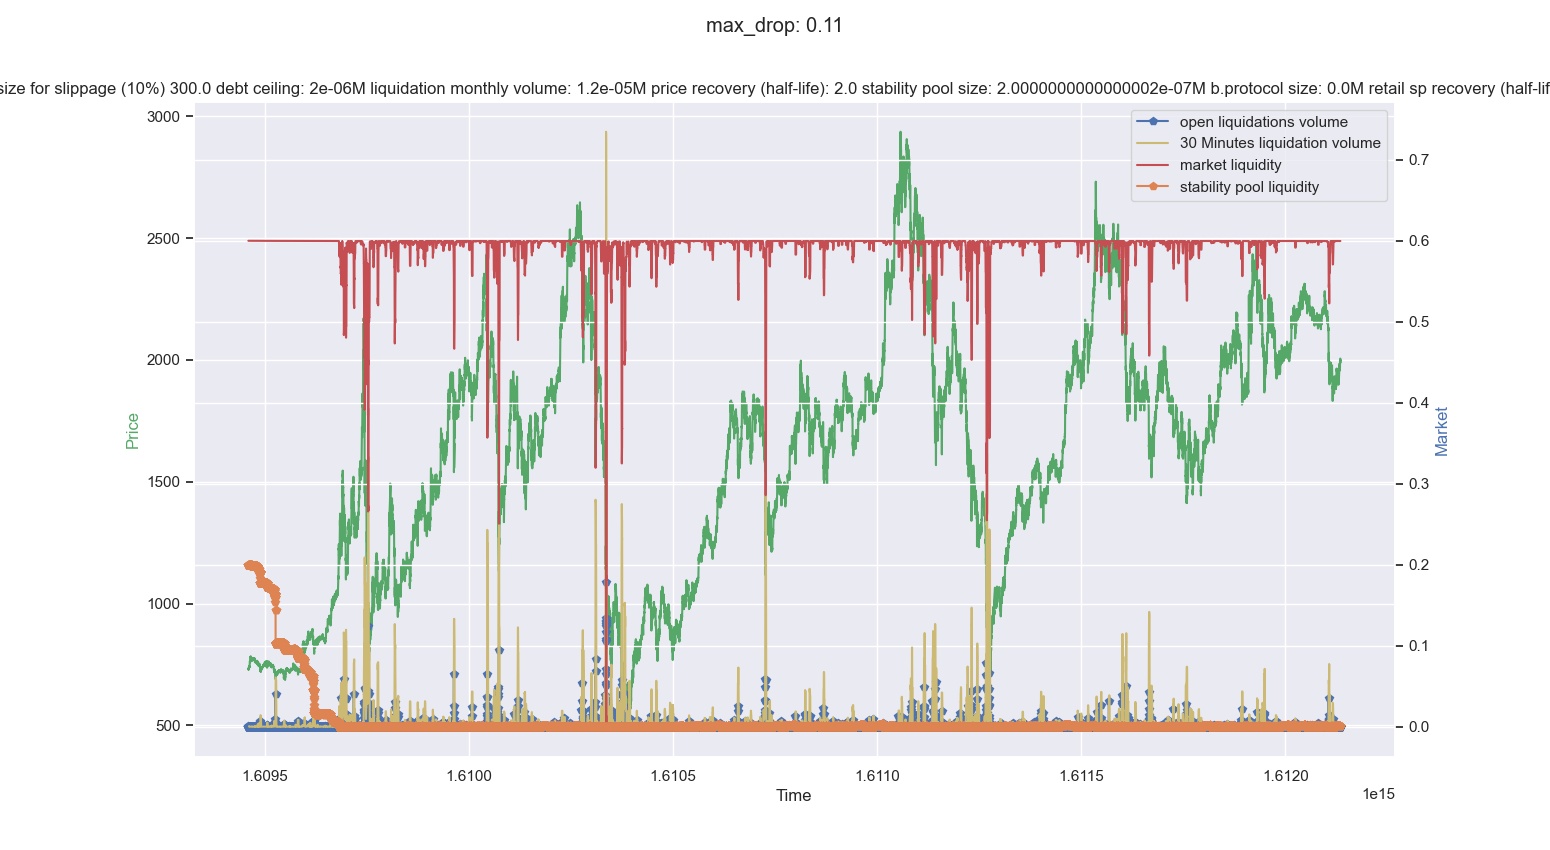 max_drop: 0.11
size for slippage (10%) 300.0 debt ceiling: 2e-06M liquidation monthly volume: 1.2e-05M price recovery (half-life): 2.0 stability pool size: 2.0000000000000002e-07M b.protocol size: 0.0M retail sp recovery (half-lif
open liquidations volume
30 Minutes liquidation volume
market liquidity
stability pool liquidity
3000
2500
2000
1500
1000
500
Price
0.7
0.6
0.5
0.4
0.3
0.2
0.1
0.0
Market
1.6095 1.6100 1.6105 1.6110 1.6115 1.6120
1e15
Time